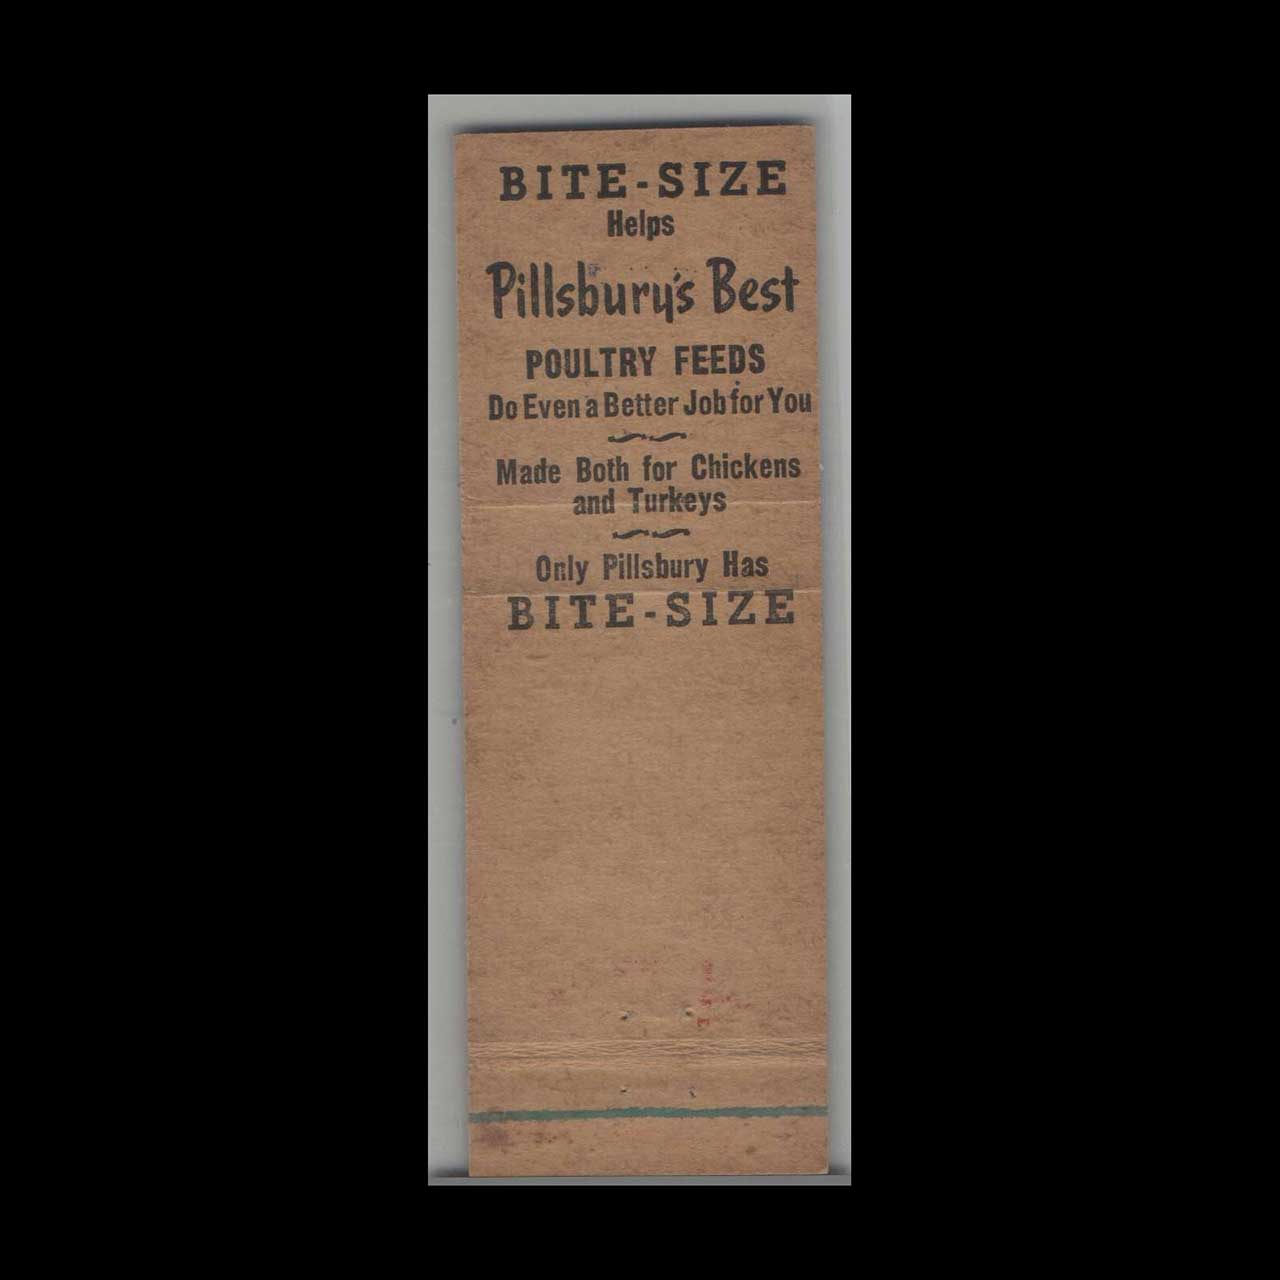 BITE-SIZE
Helps
Pillsbury's Best
POULTRY FEEDS
Do Even a Better Job for You
Made Both for Chickens
and Turkeys
Only Pillsbury Has
BITE-SIZE